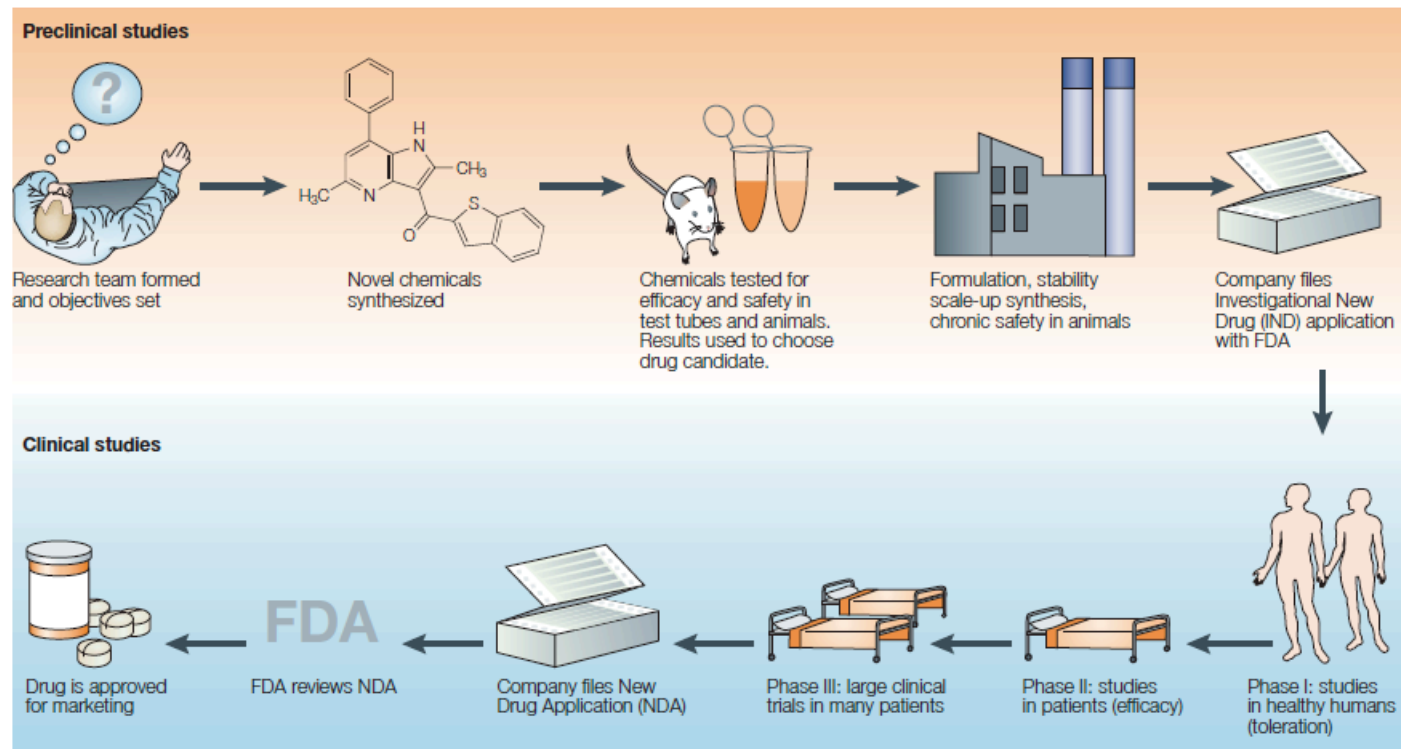 Preclinical studies
?
H
N
CH₃
H₃C
N
S
O
Research team formed
and objectives set
Novel chemicals
synthesized
Chemicals tested for
efficacy and safety in
test tubes and animals.
Results used to choose
drug candidate.
Formulation, stability
scale-up synthesis,
chronic safety in animals
Company files
Investigational New
Drug (IND) application
with FDA
Clinical studies
FDA
Drug is approved
for marketing
FDA reviews NDA
Company files New
Drug Application (NDA)
Phase III: large clinical
trials in many patients
Phase II: studies
in patients (efficacy)
Phase I: studies
in healthy humans
(toleration)